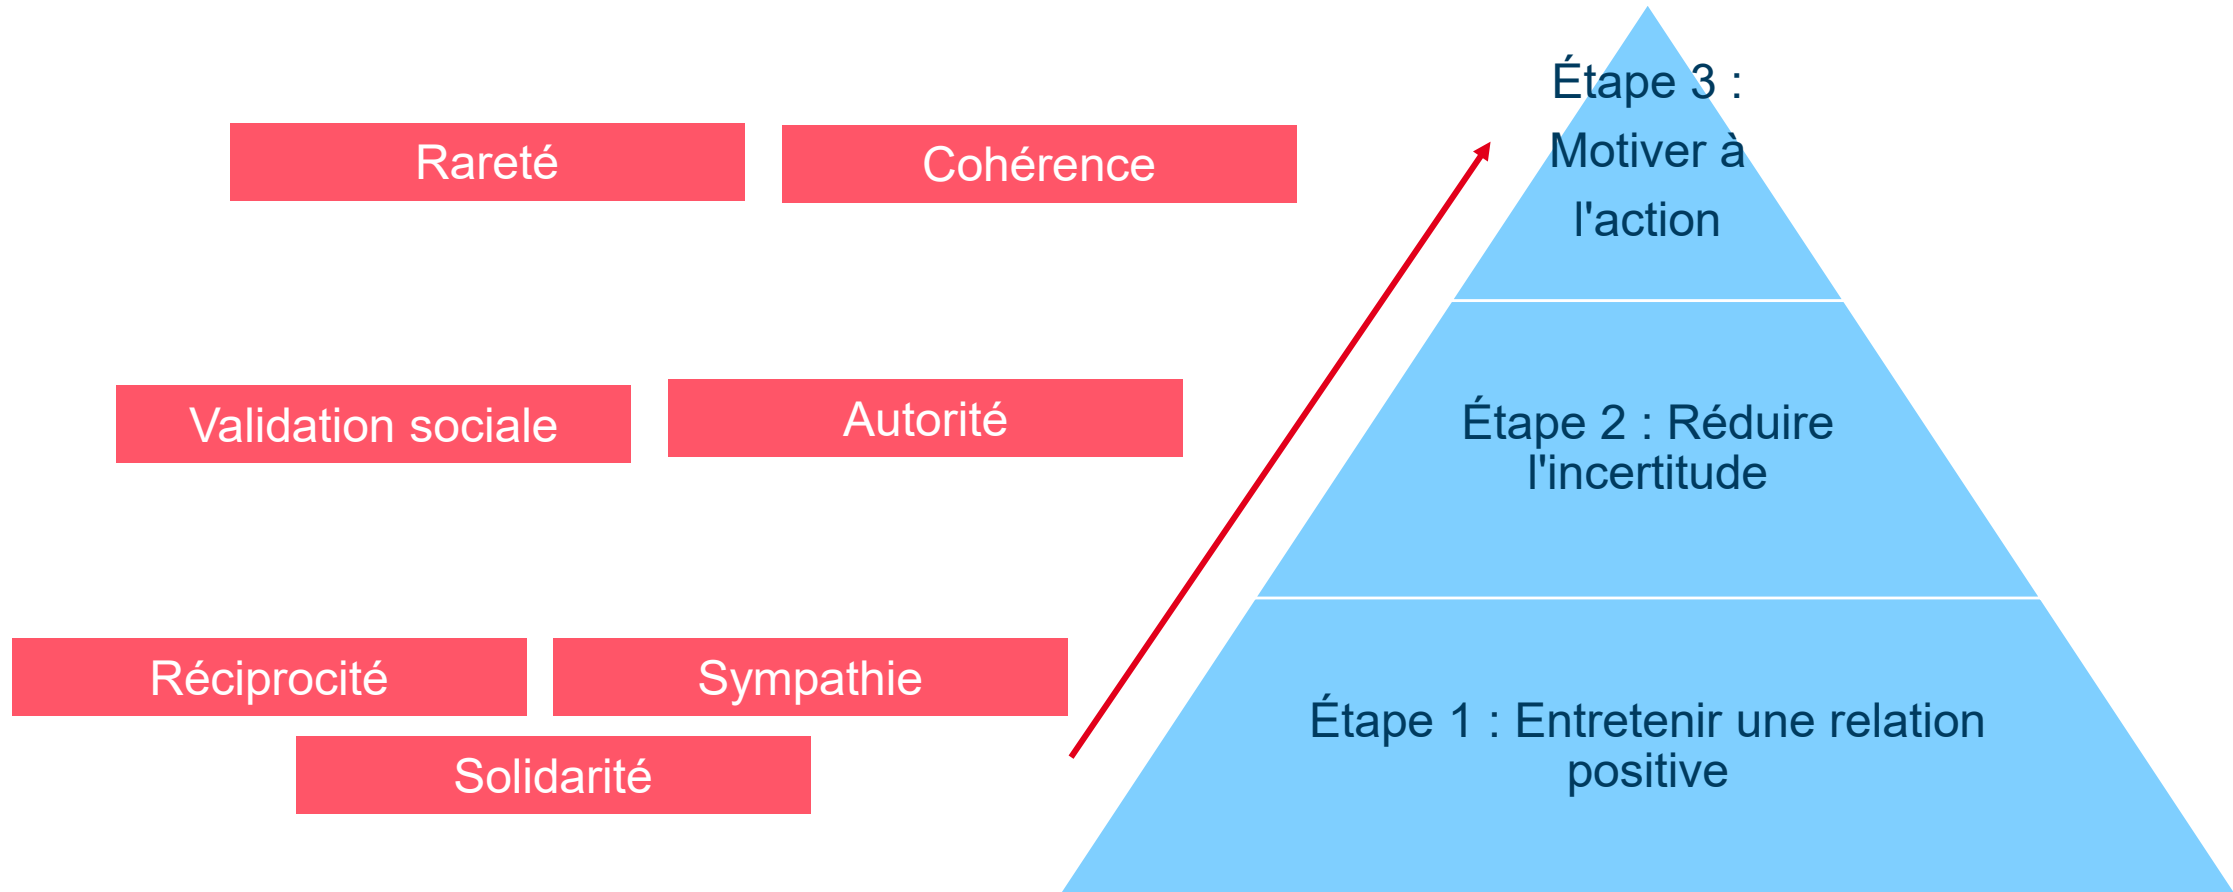 Étape 3 :
Motiver à
l'action
Rareté
Cohérence
Étape 2 : Réduire
l'incertitude
Validation sociale
Autorité
Étape 1 : Entretenir une relation
positive
Réciprocité
Sympathie
Solidarité